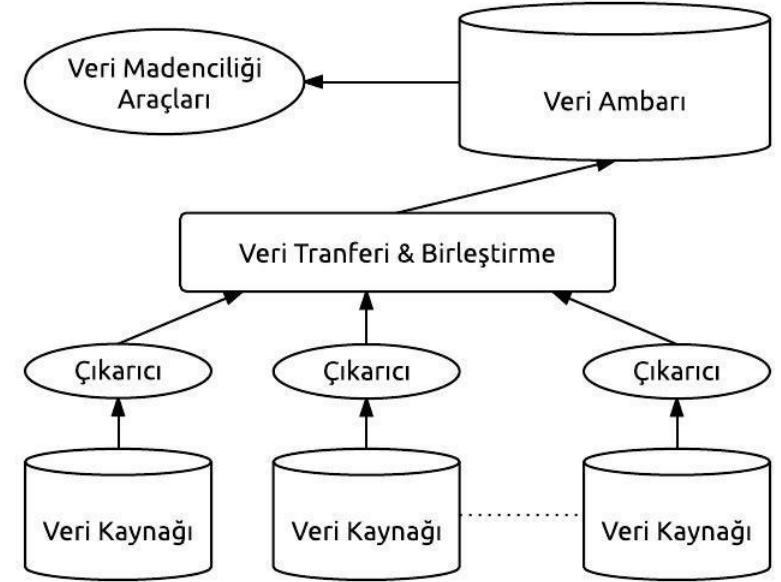 Veri Madenciliği
Araçları
Veri Ambarı
Veri Tranferi & Birleştirme
Çıkarıcı
Çıkarıcı
Çıkarıcı
Veri Kaynağı
Veri Kaynağı
Veri Kaynağı